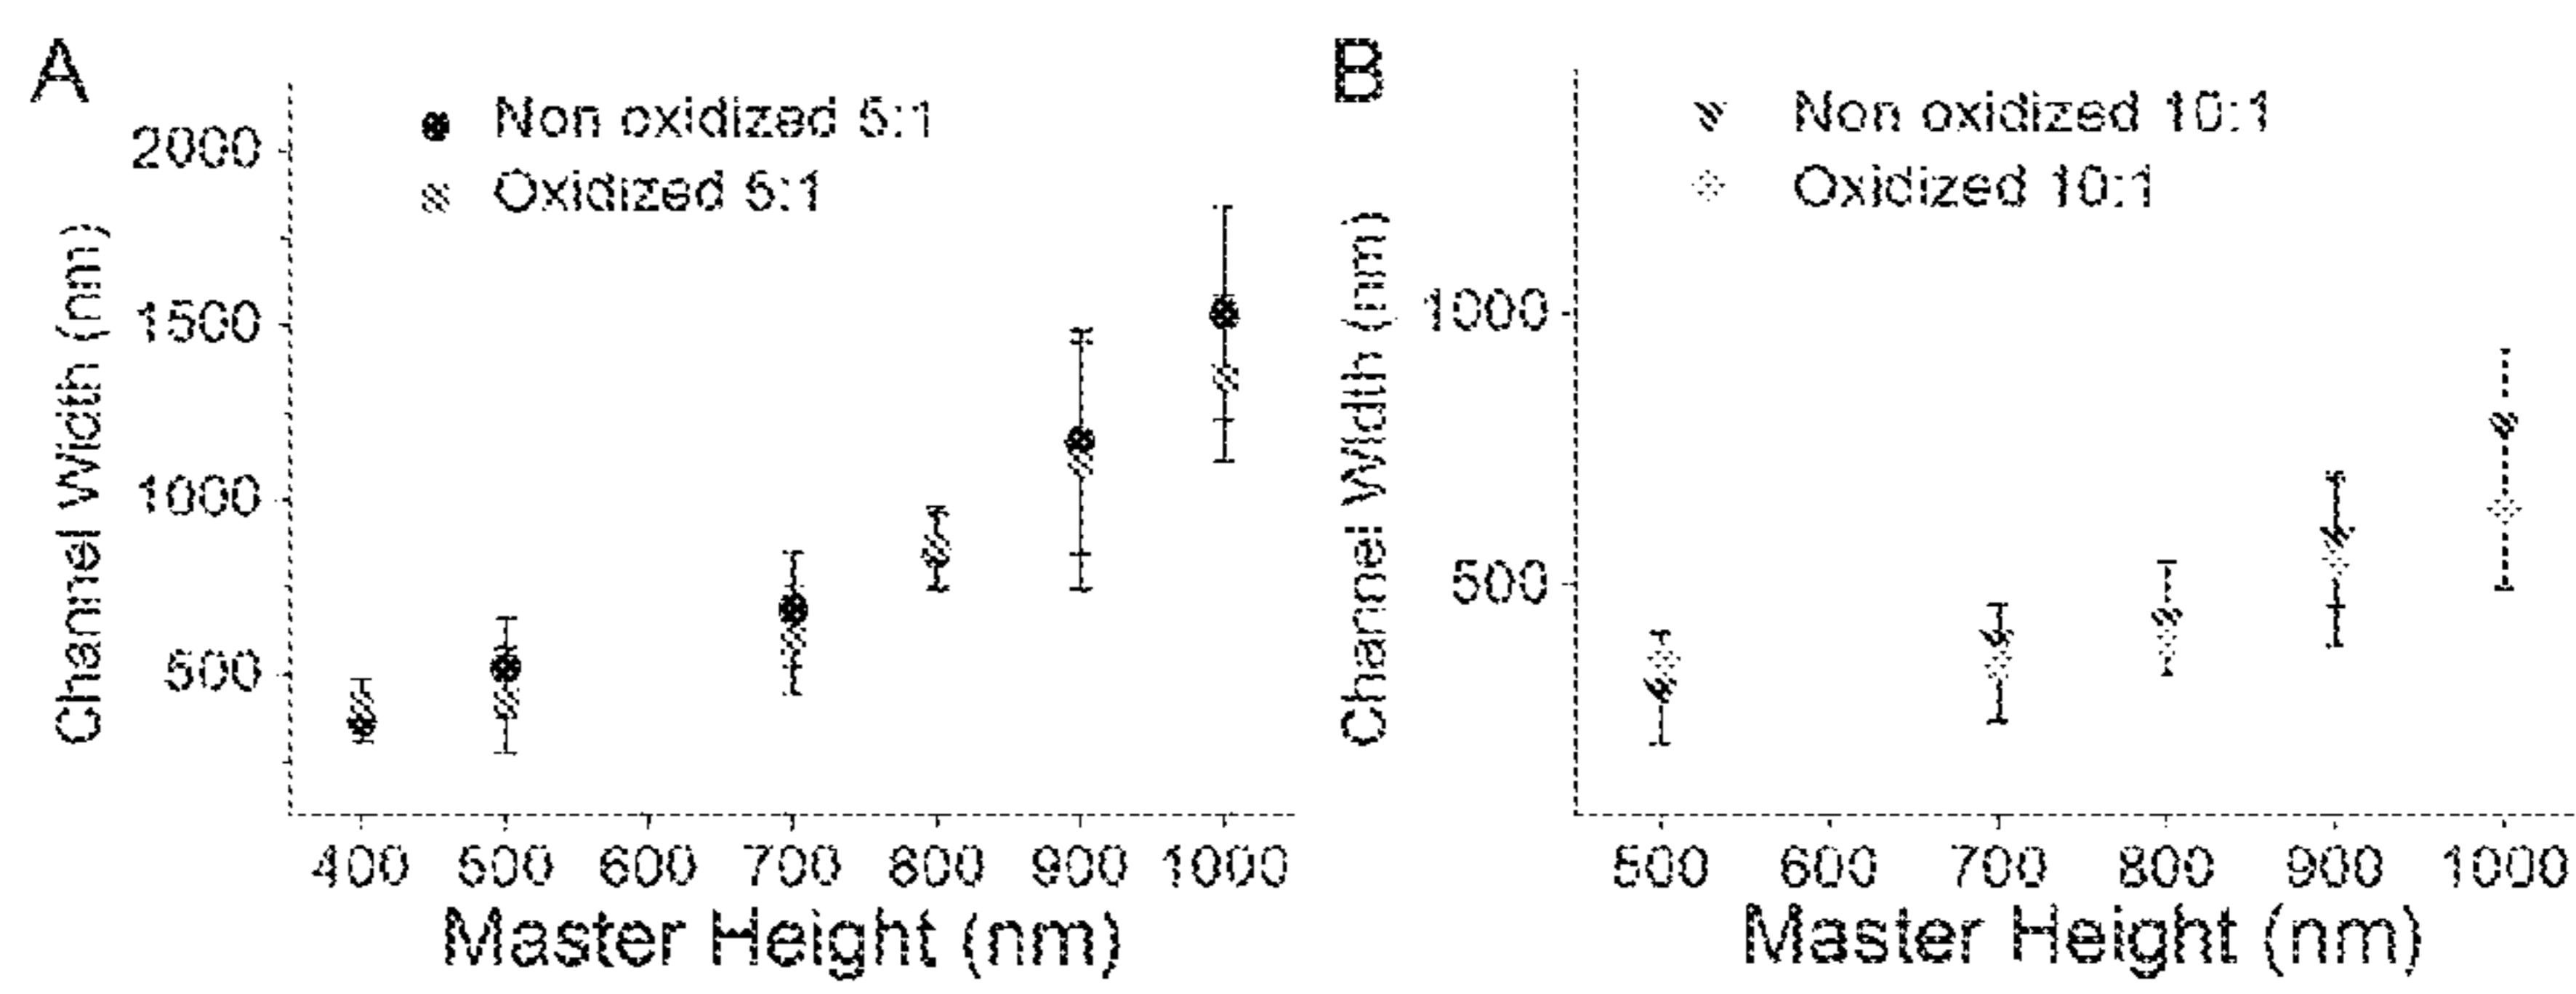 A
Non oxidized 5:1
Oxidized 5:1
2000
1500
1000
500
Channel Width (nm)
400 500 600 700 800 900 1000
Master Height (nm)
B
Non oxidized 10:1
Oxidized 10:1
1000
500
Channel Width (nm)
500 600 700 800 900 1000
Master Height (nm)